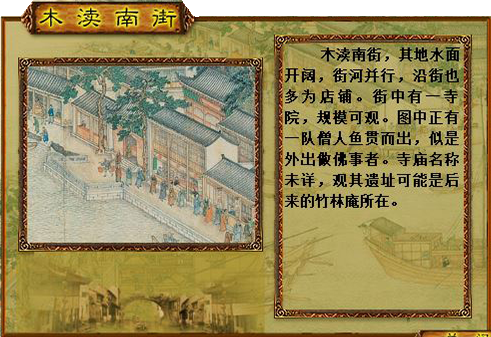 木渎南街
木渎南街，其地水面
开阔，街河并行，沿街也
多为店铺。街中有一寺
院，规模可观。图中正有
一队僧人鱼贯而出，似是
外出做佛事者。寺庙名称
未详，观其遗址可能是后
来的竹林庵所在。